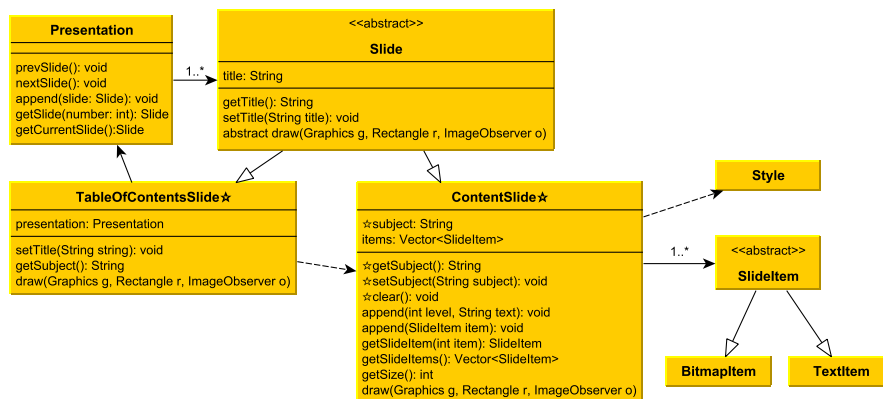 Presentation
prevSlide(): void
nextSlide(): void
append(slide: Slide): void
getSlide(number: int): Slide
getCurrentSlide():Slide
1..*
<<abstract>>
Slide
title: String
getTitle(): String
setTitle(String title): void
abstract draw(Graphics g, Rectangle r, ImageObserver o)
TableOfContentsSlide☆
presentation: Presentation
setTitle(String string): void
getSubject(): String
draw(Graphics g, Rectangle r, ImageObserver o)
ContentSlide☆
☆subject: String
items: Vector<SlideItem>
☆getSubject(): String
☆setSubject(String subject): void
☆clear(): void
append(int level, String text): void
append(SlideItem item): void
getSlideItem(int item): SlideItem
getSlideItems(): Vector<SlideItem>
getSize(): int
draw(Graphics g, Rectangle r, ImageObserver o)
Style
1..*
<<abstract>>
SlideItem
BitmapItem
TextItem